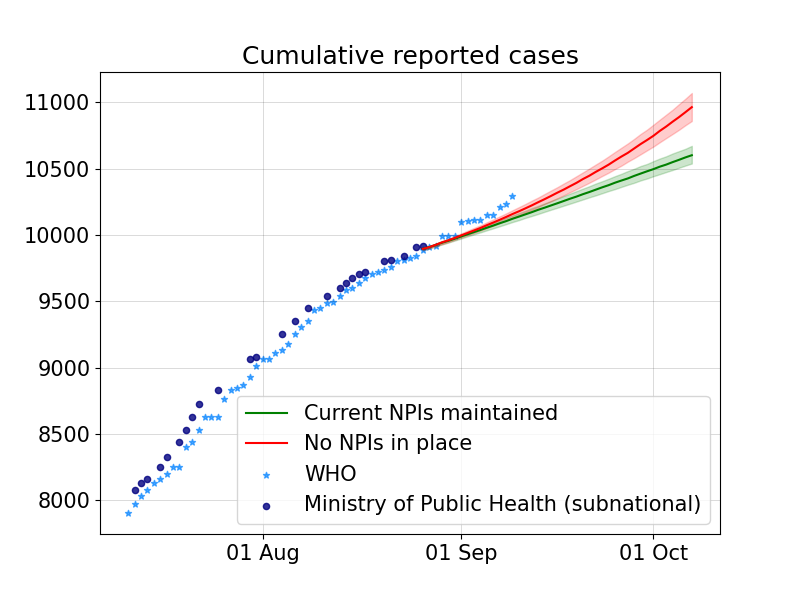 Cumulative reported cases
11000
10500
10000
9500
9000
8500
8000
Current NPIs maintained
No NPIs in place
WHO
Ministry of Public Health (subnational)
01 Aug
01 Sep
01 Oct